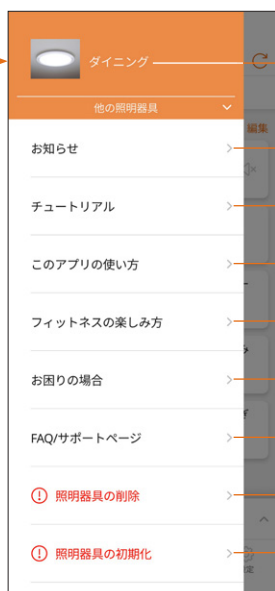 ダイニング
他の照明器具
編集
お知らせ
チュートリアル
このアプリの使い方
フィットネスの楽しみ方
お困りの場合
FAQ/サポートページ
照明器具の削除
照明器具の初期化